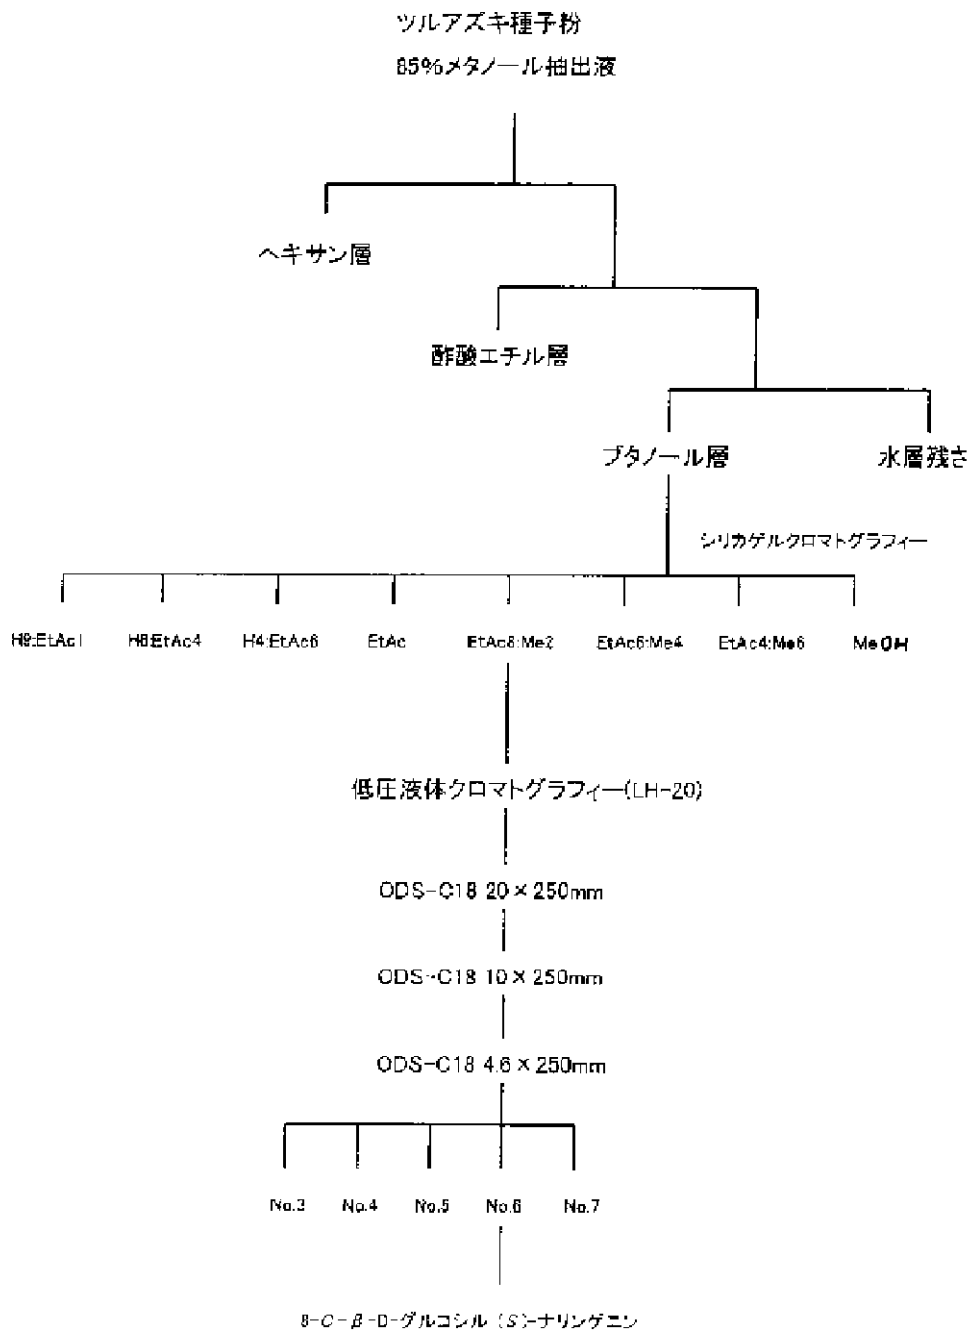 ツルアズキ種子粉
85%メタノール抽出液
ヘキサン層
酢酸エチル層
ブタノール層 水層残さ
シリカゲルクロマトグラフィー
H9:EtAc1 H6:EtAc4 H4:EtAc6 EtAc EtAc8:Me2 EtAc6:Me4 EtAc4:Me6 MeOH
低圧液体クロマトグラフィー(LH-20)
ODS-C18 20×250mm
ODS-C18 10×250mm
ODS-C18 4.6×250mm
No.3 No.4 No.5 No.6 No.7
8-C-β-D-グルコシル (S)-ナリンゲニン